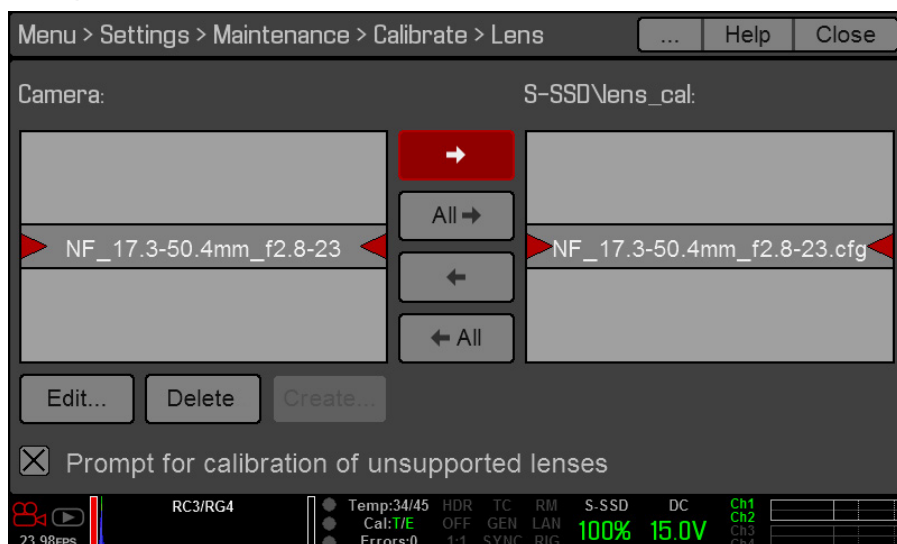 Menu > Settings > Maintenance > Calibrate > Lens
...
Help
Close
Camera:
S-SSD\lens_cal:
NF_17.3-50.4mm_f2.8-23
NF_17.3-50.4mm_f2.8-23.cfg
All
All
Edit...
Delete
Create...
Prompt for calibration of unsupported lenses
23.98FPS
RC3/RG4
Temp:34/45
Cal:T/E
Errors:0
HDR TC RM
OFF GEN LAN
1:1 SYNC RIG
S-SSD
100%
DC
15.0V
Ch1
Ch2
Ch3
Ch4